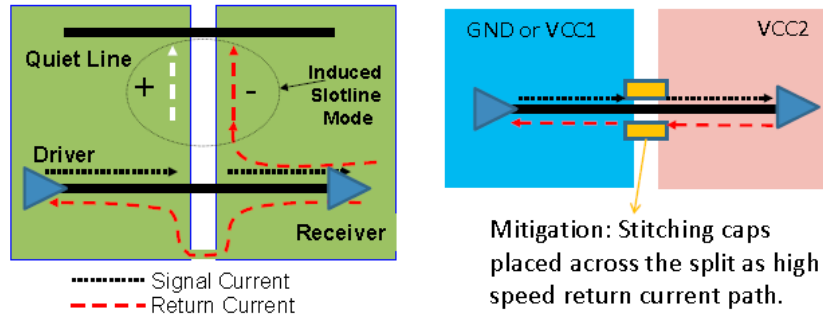 Quiet Line
+
-
Induced
Slotline
Mode
Driver
Receiver
Signal Current
Return Current
GND or VCC1
VCC2
Mitigation: Stitching caps
placed across the split as high
speed return current path.